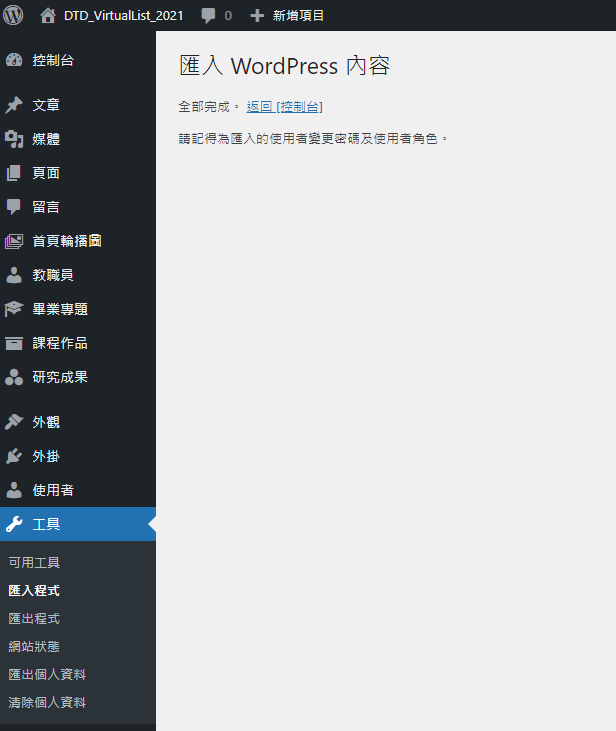 DTD_VirtualList_2021 0 新增項目
控制台
文章
媒體
頁面
留言
首頁輪播圖
教職員
畢業專題
課程作品
研究成果
外觀
外掛
使用者
工具
可用工具
匯入程式
匯出程式
網站狀態
匯出個人資料
清除個人資料
匯入 WordPress 內容
全部完成。 返回 [控制台]
請記得為匯入的使用者變更密碼及使用者角色。